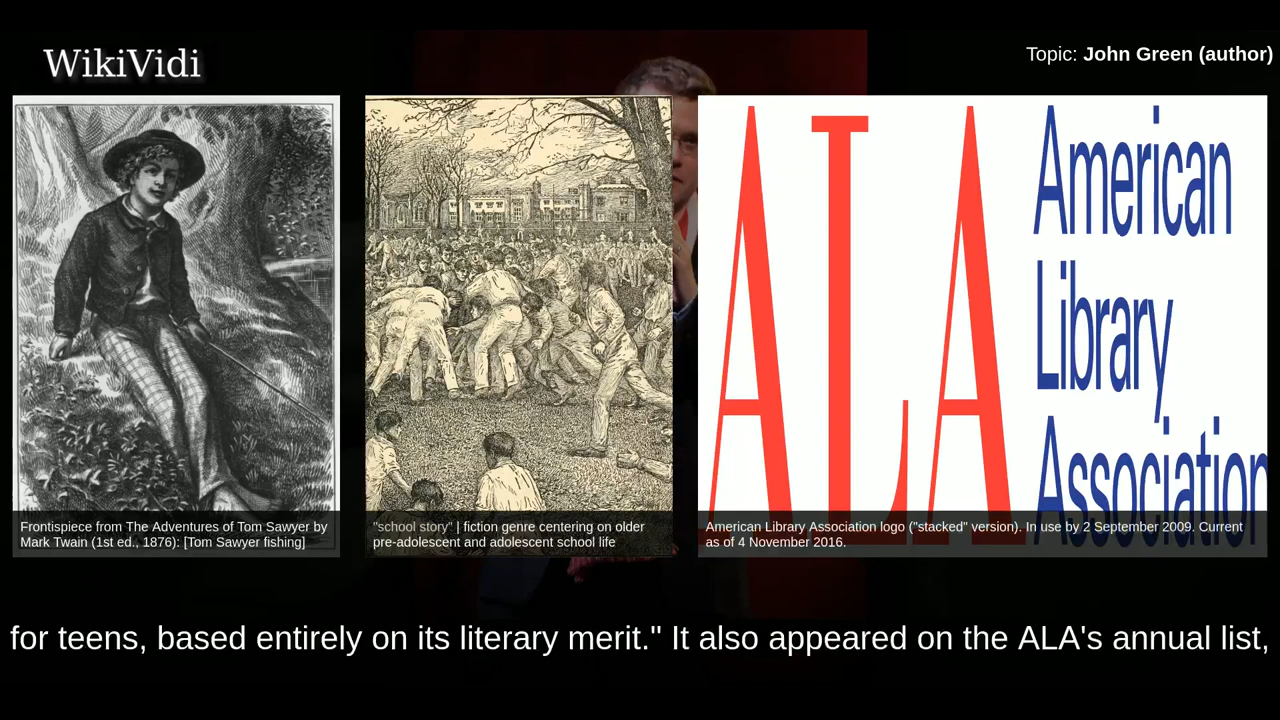 WikiVidi
Topic: John Green (author)
ALA
American
Library
Association
Frontispiece from The Adventures of Tom Sawyer by
Mark Twain (1st ed., 1876): [Tom Sawyer fishing]
"school story" | fiction genre centering on older
pre-adolescent and adolescent school life
American Library Association logo ("stacked" version). In use by 2 September 2009. Current
as of 4 November 2016.
for teens, based entirely on its literary merit." It also appeared on the ALA's annual list,